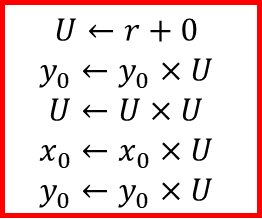 U ← r + 0
y₀ ← y₀ × U
U ← U × U
x₀ ← x₀ × U
y₀ ← y₀ × U